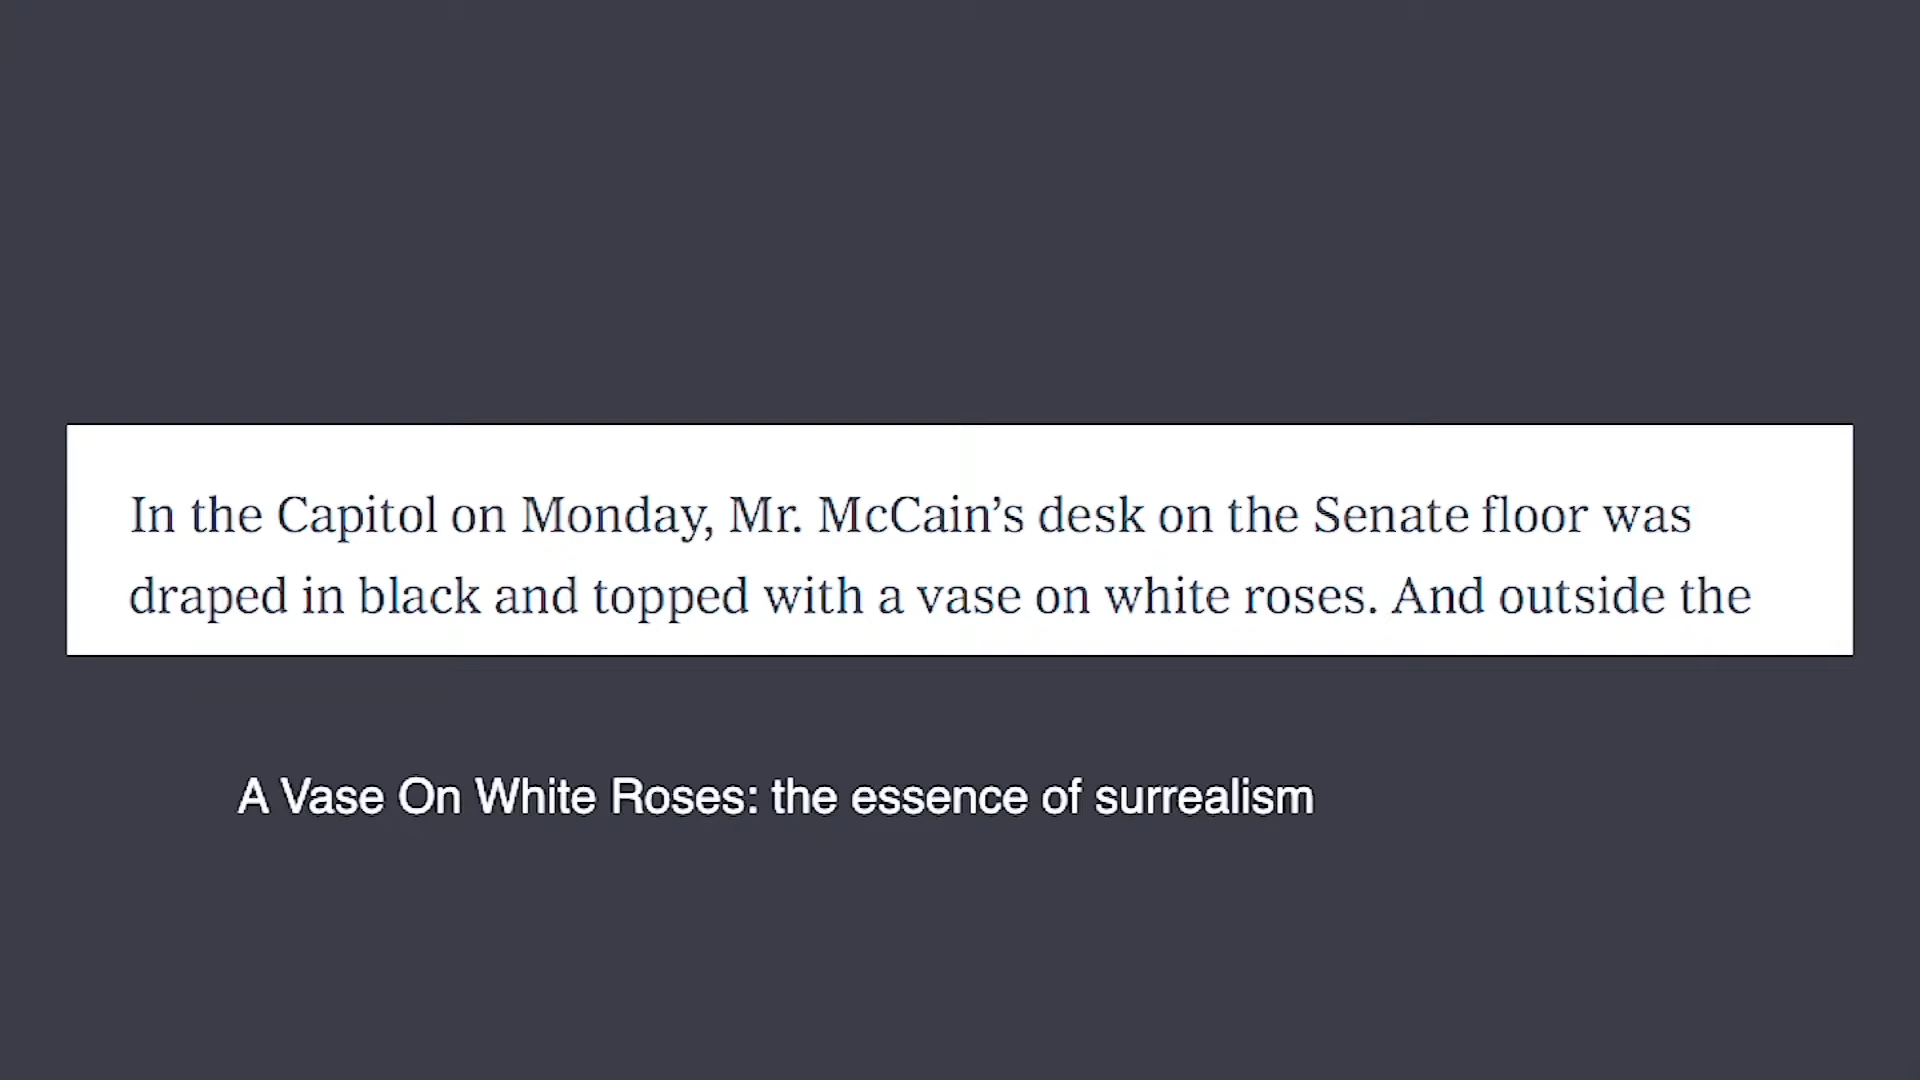 In the Capitol on Monday, Mr. McCain’s desk on the Senate floor was
draped in black and topped with a vase on white roses. And outside the
A Vase On White Roses: the essence of surrealism